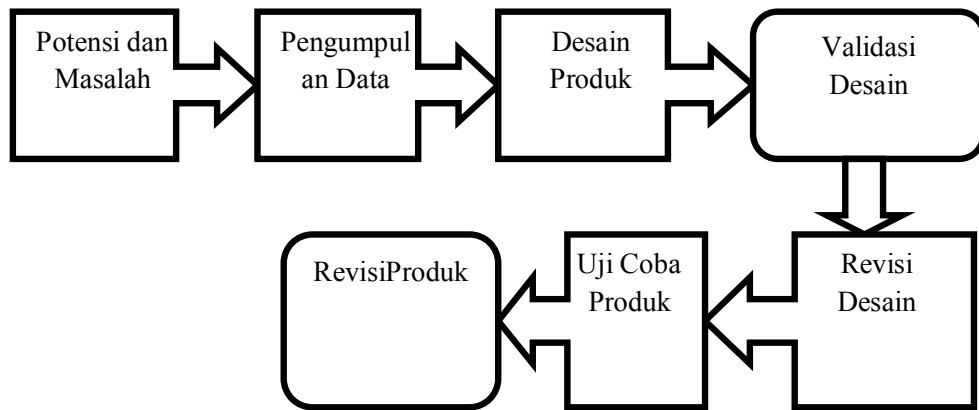 Potensi dan
Masalah
Pengumpul
an Data
Desain
Produk
Validasi
Desain
Revisi
Desain
Uji Coba
Produk
RevisiProduk